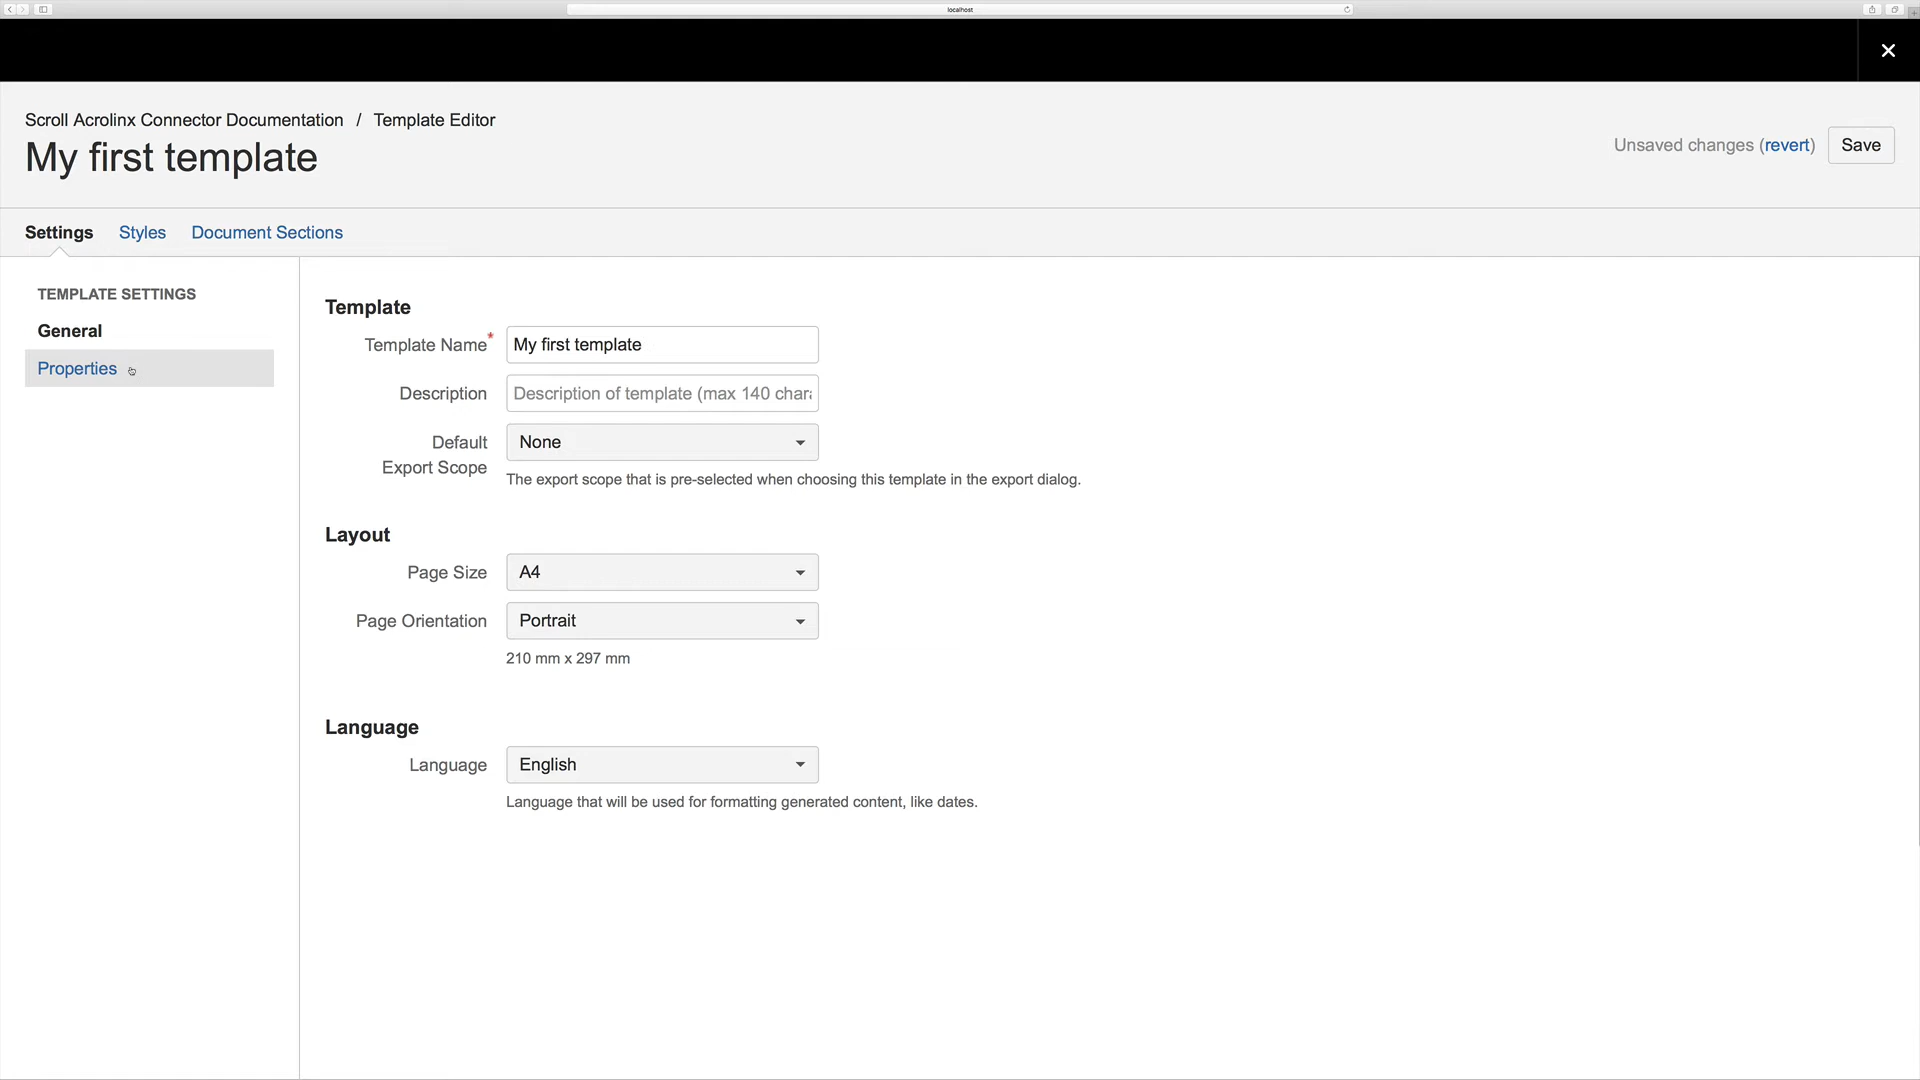 localhost
Scroll Acrolinx Connector Documentation / Template Editor
My first template
Unsaved changes (revert)
Save
Settings
Styles
Document Sections
TEMPLATE SETTINGS
General
Properties
Template
Template Name*
My first template
Description
Description of template (max 140 chara
Default
Export Scope
None
The export scope that is pre-selected when choosing this template in the export dialog.
Layout
Page Size
A4
Page Orientation
Portrait
210 mm x 297 mm
Language
Language
English
Language that will be used for formatting generated content, like dates.